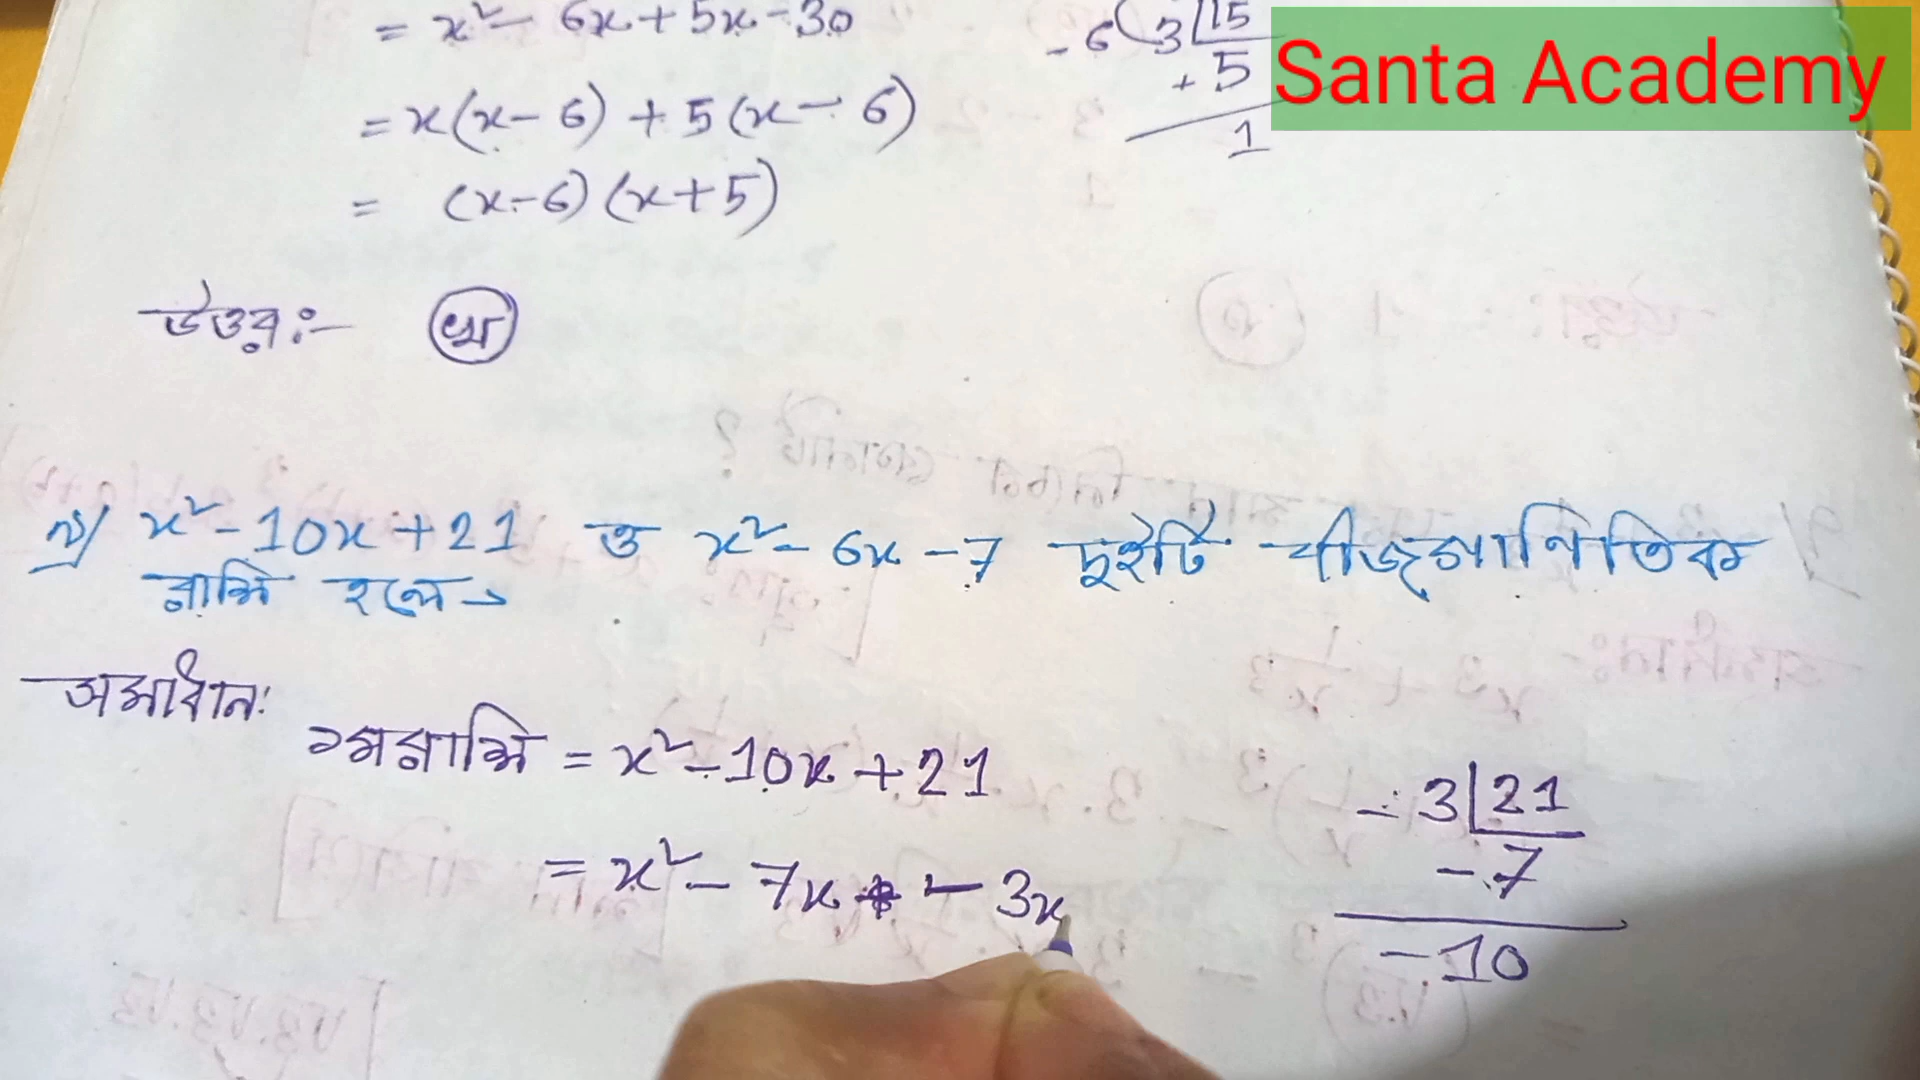 = x² - 6x + 5x - 30
= x(x - 6) + 5(x - 6)
= (x - 6) (x + 5)
- 6 3 | 15
+ 5
1
Santa Academy
উত্তর:- খ
x² - 10x + 21 ও x² - 6x - 7 দুইটি বীজগাণিতিক
রাশি হলে →
সমাধান:
১ম রাশি = x² - 10x + 21
= x² - 7x - 3x
- 3 | 21
- 7
- 10